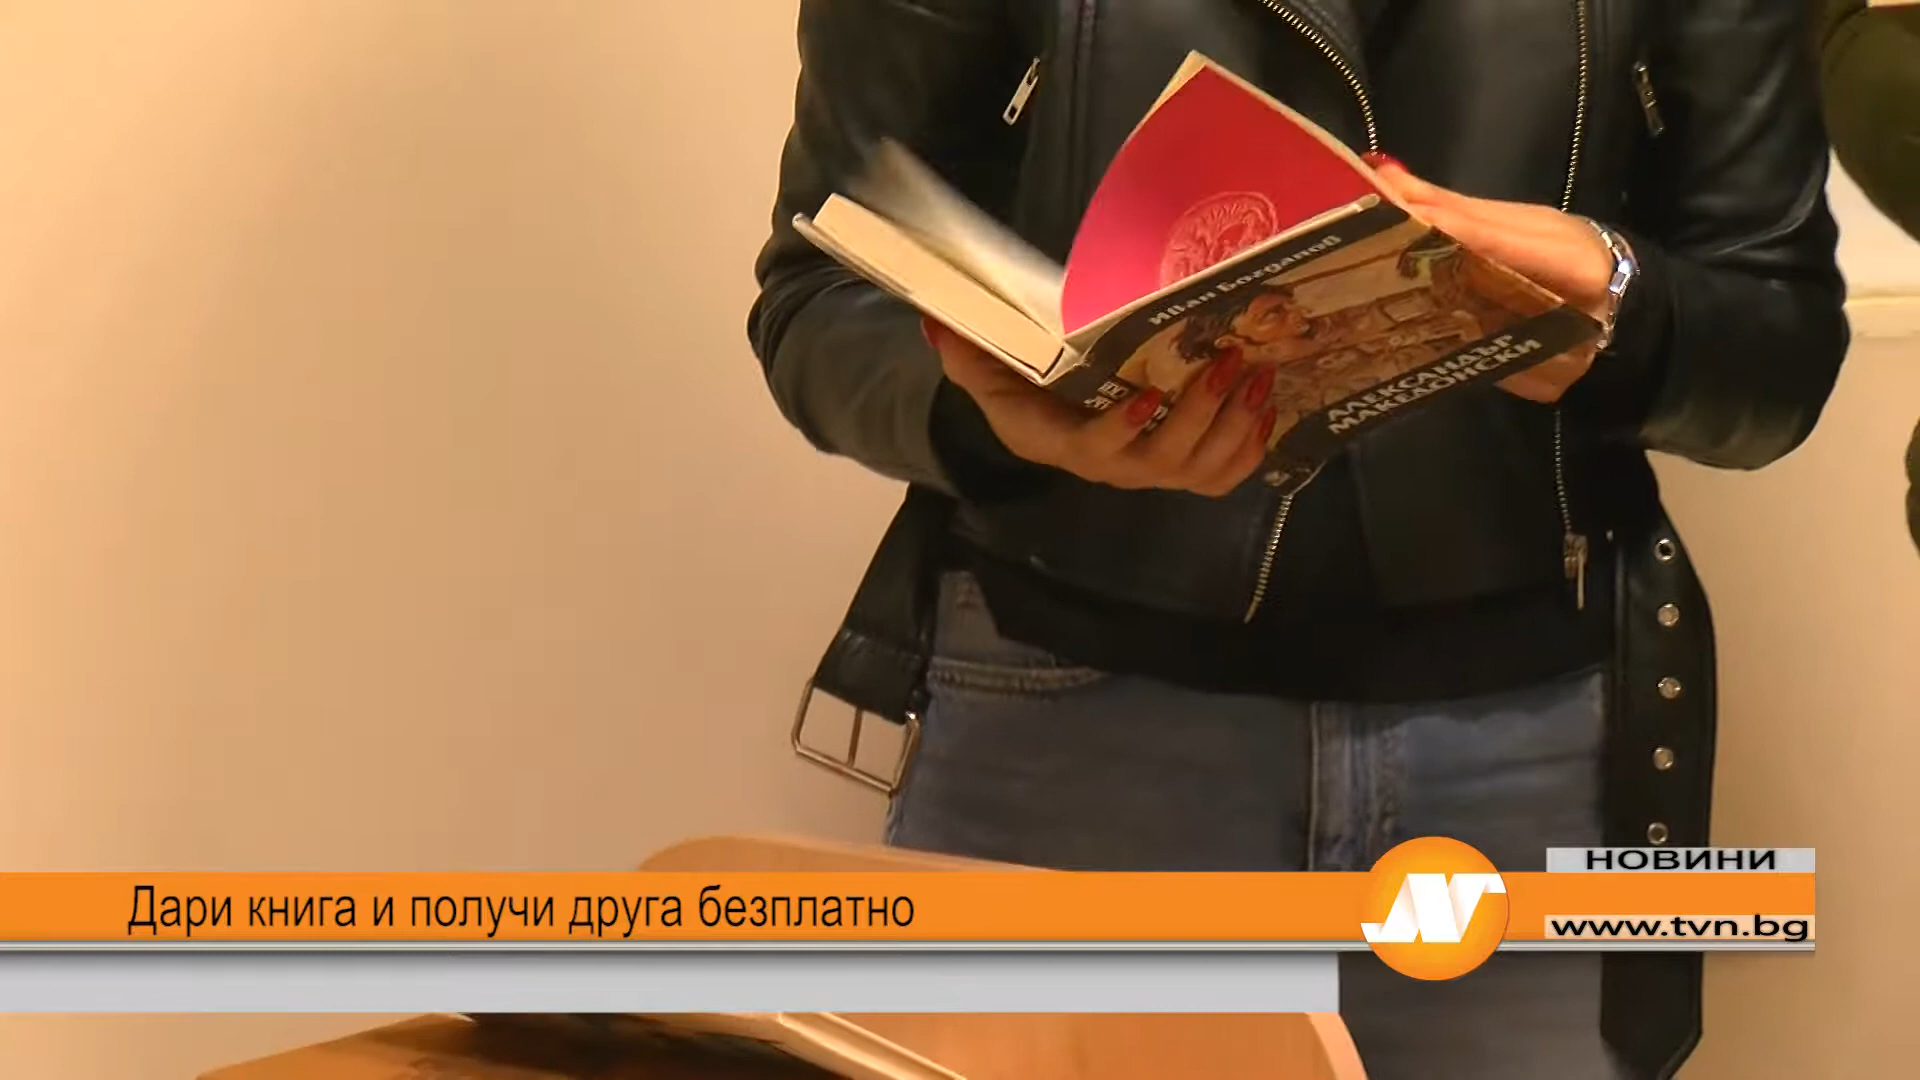 Иван Богданов
АЛЕКСАНДЪР
МАКЕДОНСКИ
Дари книга и получи друга безплатно
НОВИНИ
www.tvn.bg